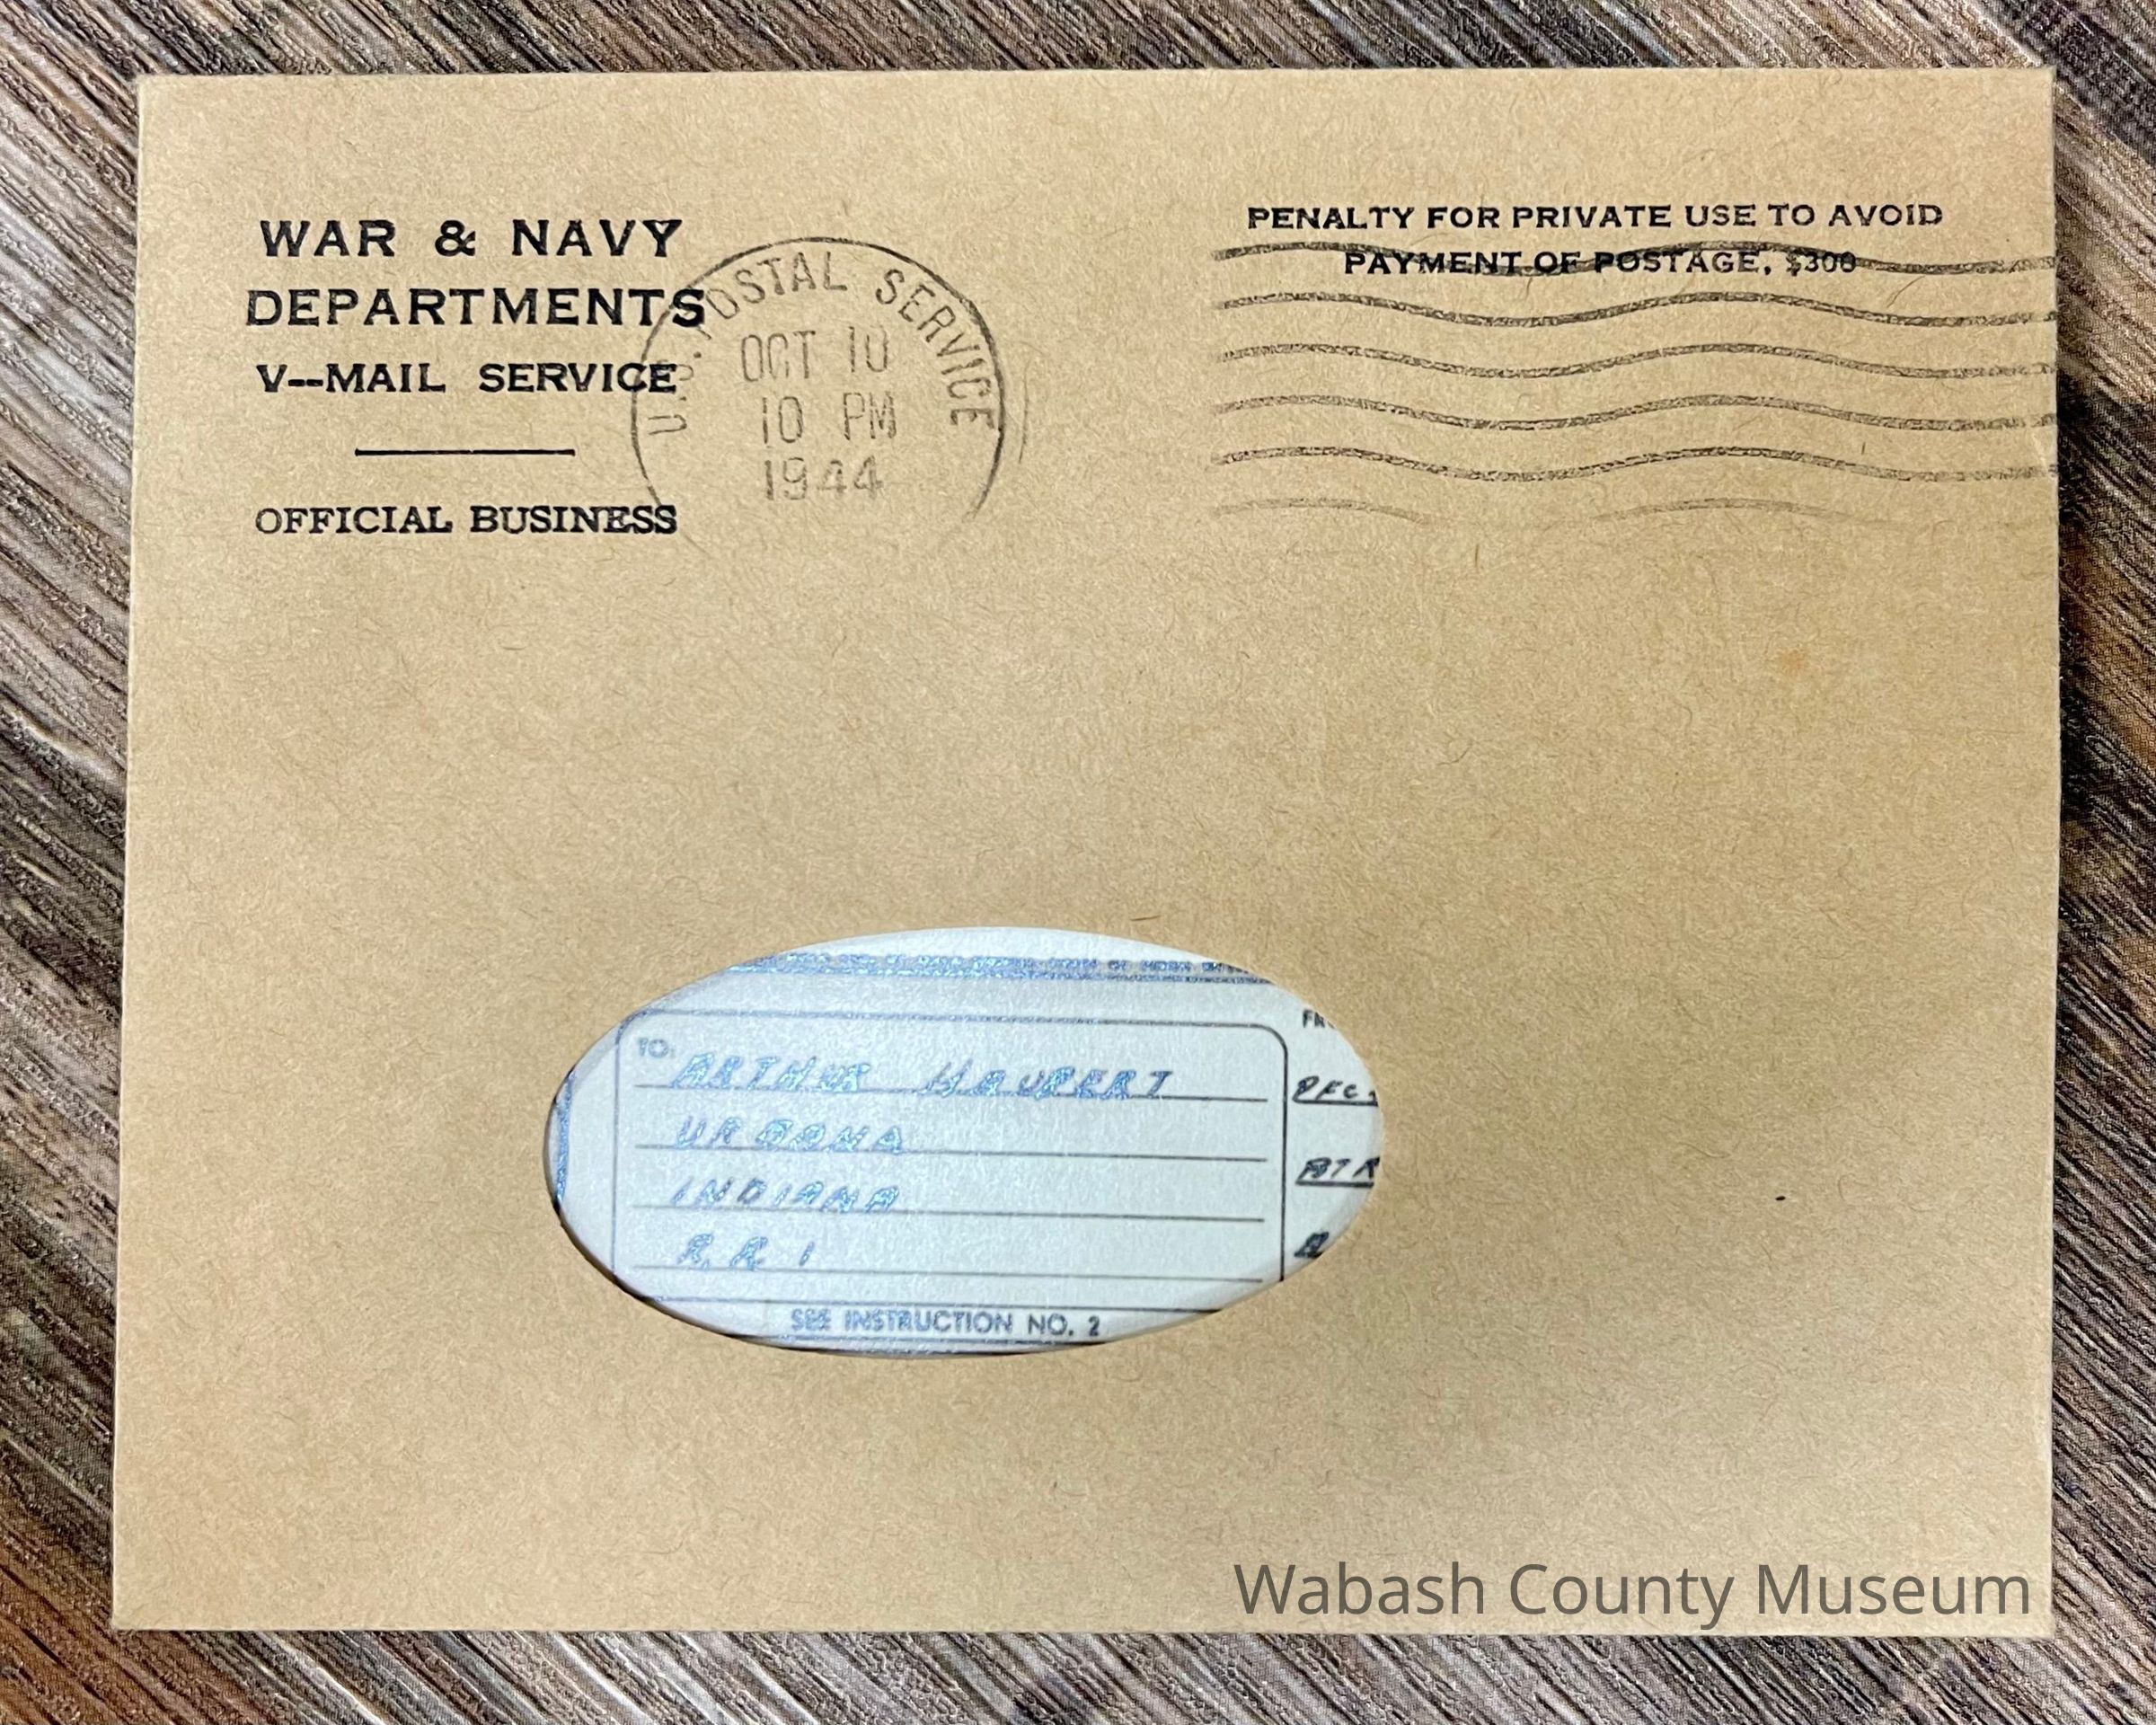 WAR & NAVY
DEPARTMENTS
V--MAIL SERVICE
OFFICIAL BUSINESS
U.S. POSTAL SERVICE
OCT 10
10 PM
1944
PENALTY FOR PRIVATE USE TO AVOID
PAYMENT OF POSTAGE, $300
TO:
ARTHUR HAUPERT
URBANA
INDIANA
R.R. 1
SEE INSTRUCTION NO. 2
PFC.
Wabash County Museum